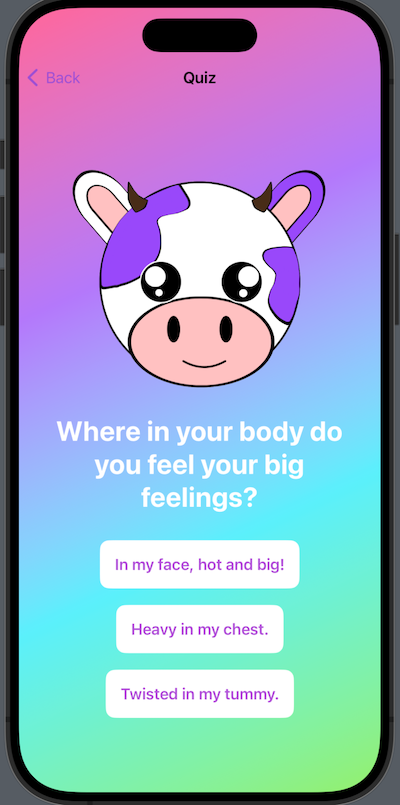 Back
Quiz
Where in your body do
you feel your big
feelings?
In my face, hot and big!
Heavy in my chest.
Twisted in my tummy.